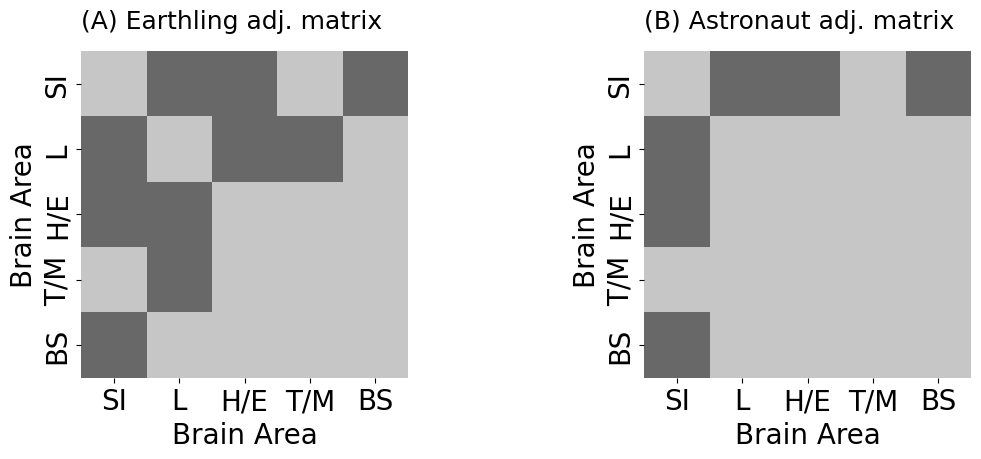 (A) Earthling adj. matrix
Brain Area
SI
L
H/E
T/M
BS
SI L H/E T/M BS
Brain Area
(B) Astronaut adj. matrix
Brain Area
SI
L
H/E
T/M
BS
SI L H/E T/M BS
Brain Area